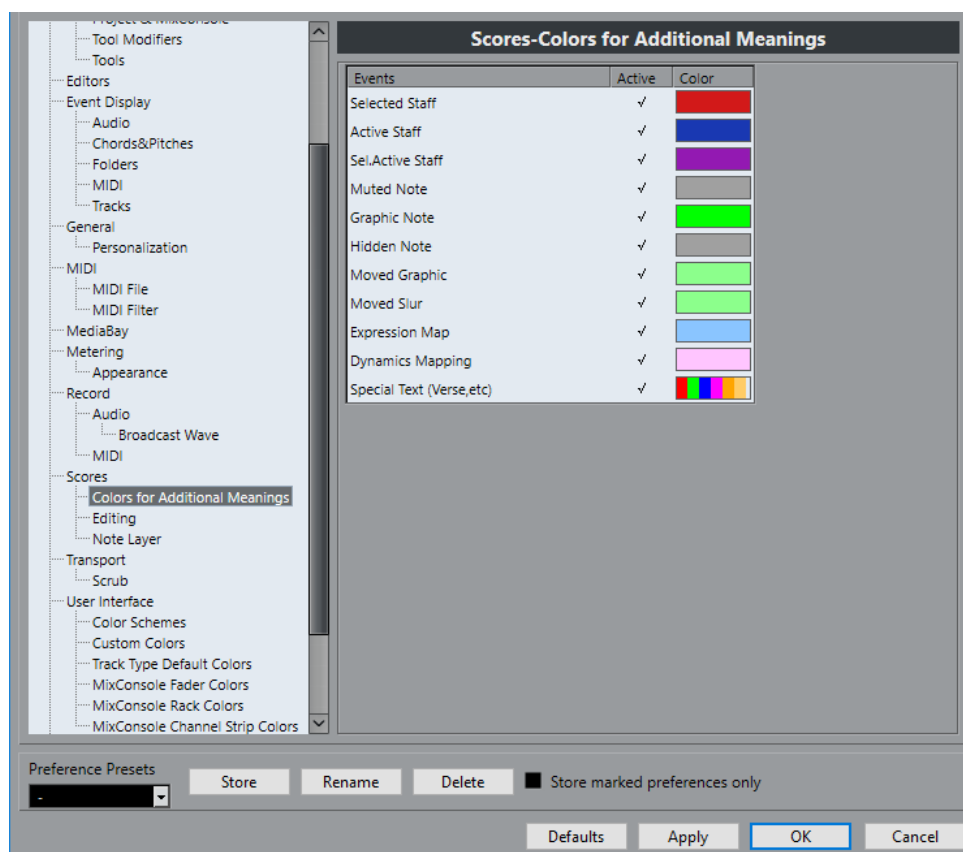 Project & MixConsole
Tool Modifiers
Tools
Editors
Event Display
Audio
Chords&Pitches
Folders
MIDI
Tracks
General
Personalization
MIDI
MIDI File
MIDI Filter
MediaBay
Metering
Appearance
Record
Audio
Broadcast Wave
MIDI
Scores
Colors for Additional Meanings
Editing
Note Layer
Transport
Scrub
User Interface
Color Schemes
Custom Colors
Track Type Default Colors
MixConsole Fader Colors
MixConsole Rack Colors
MixConsole Channel Strip Colors
Scores-Colors for Additional Meanings
Events Active Color
Selected Staff
Active Staff
Sel.Active Staff
Muted Note
Graphic Note
Hidden Note
Moved Graphic
Moved Slur
Expression Map
Dynamics Mapping
Special Text (Verse,etc)
Preference Presets
-
Store Rename Delete Store marked preferences only
Defaults Apply OK Cancel